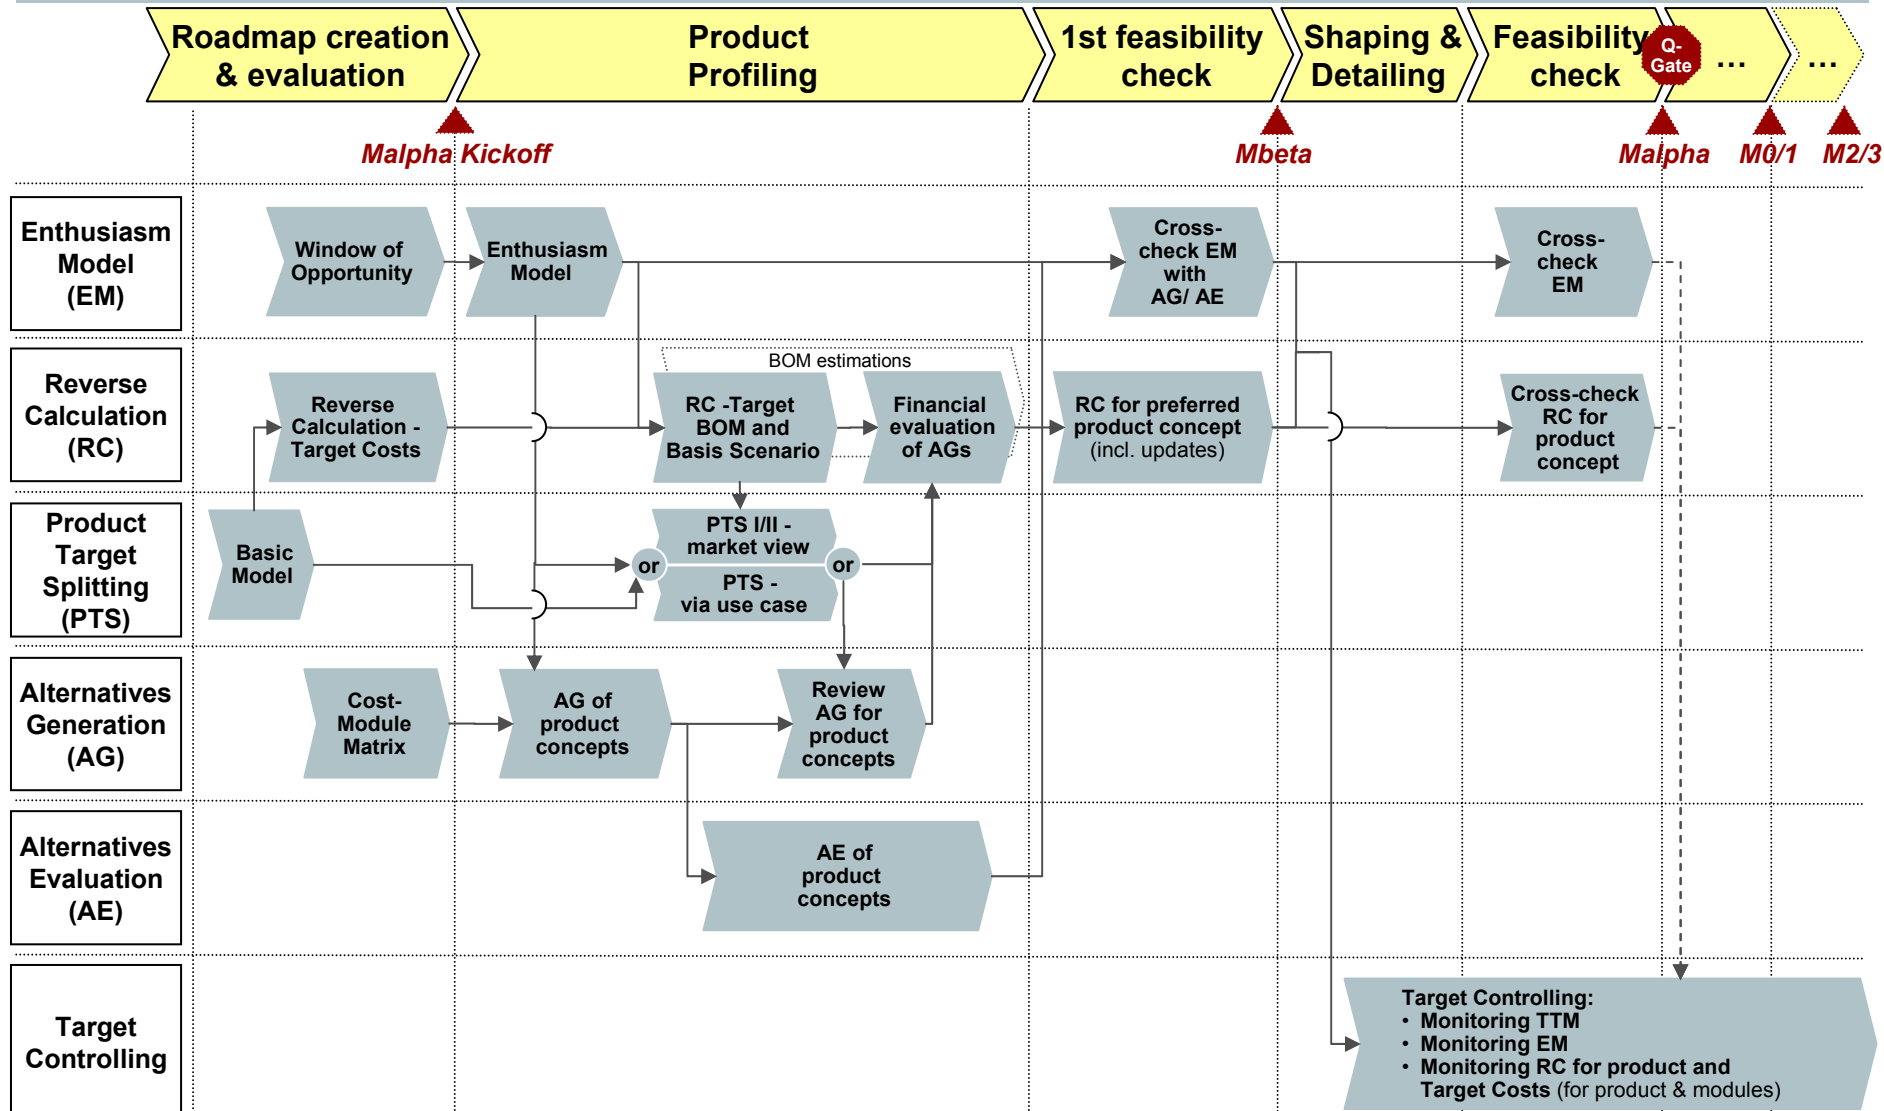 Roadmap creation
& evaluation
Product
Profiling
1st feasibility
check
Shaping &
Detailing
Feasibility
check
Q-
Gate
...
...
Malpha Kickoff
Mbeta
Malpha
M0/1
M2/3
Enthusiasm
Model
(EM)
Window of
Opportunity
Enthusiasm
Model
Cross-
check EM
with
AG/ AE
Cross-
check
EM
Reverse
Calculation
(RC)
Reverse
Calculation -
Target Costs
BOM estimations
RC -Target
BOM and
Basis Scenario
Financial
evaluation
of AGs
RC for preferred
product concept
(incl. updates)
Cross-check
RC for
product
concept
Product
Target
Splitting
(PTS)
Basic
Model
or
PTS I/II -
market view
PTS -
via use case
or
Alternatives
Generation
(AG)
Cost-
Module
Matrix
AG of
product
concepts
Review
AG for
product
concepts
Alternatives
Evaluation
(AE)
AE of
product
concepts
Target
Controlling
Target Controlling:
• Monitoring TTM
• Monitoring EM
• Monitoring RC for product and
Target Costs (for product & modules)